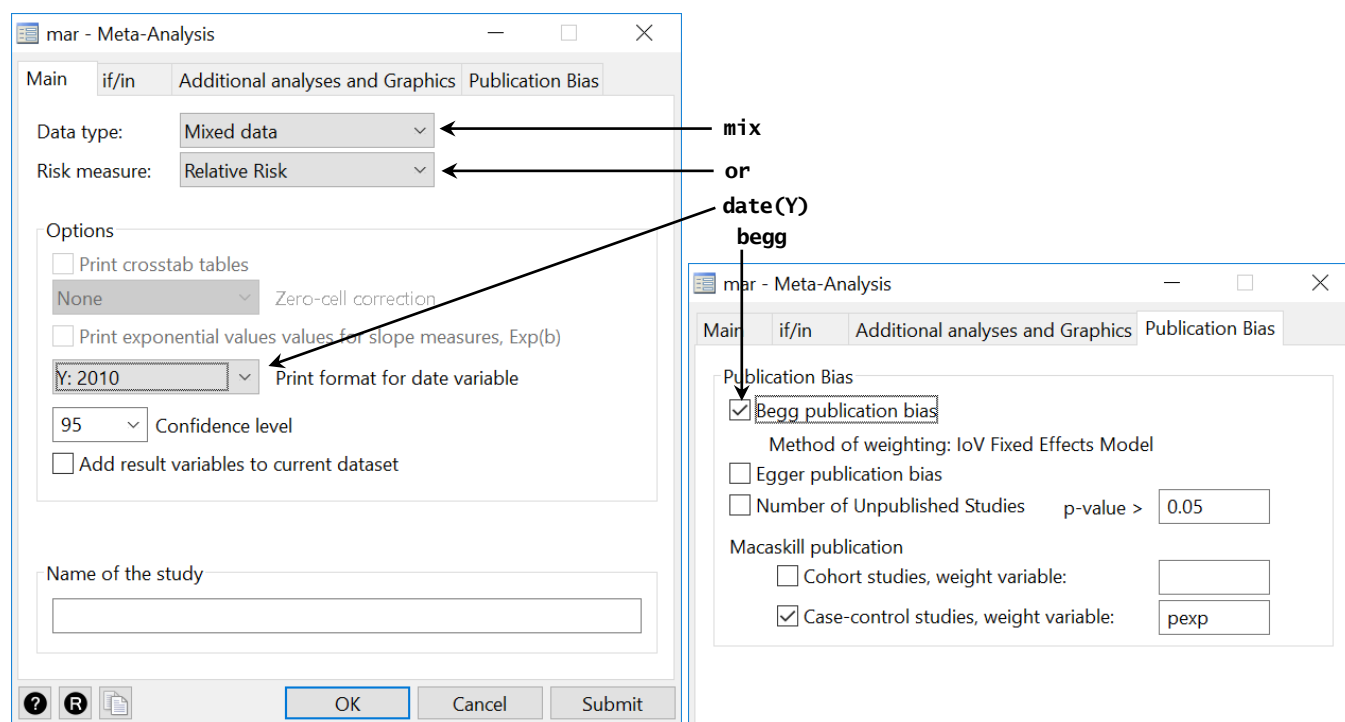 mar - Meta-Analysis
Main if/in Additional analyses and Graphics Publication Bias
Data type: Mixed data
Risk measure: Relative Risk
Options
Print crosstab tables
None Zero-cell correction
Print exponential values values for slope measures, Exp(b)
Y: 2010 Print format for date variable
95 Confidence level
Add result variables to current dataset
Name of the study
? R OK Cancel Submit
mix
or
date(Y)
begg
mar - Meta-Analysis
Main if/in Additional analyses and Graphics Publication Bias
Publication Bias
Begg publication bias
Method of weighting: IoV Fixed Effects Model
Egger publication bias
Number of Unpublished Studies p-value > 0.05
Macaskill publication
Cohort studies, weight variable:
Case-control studies, weight variable: pexp